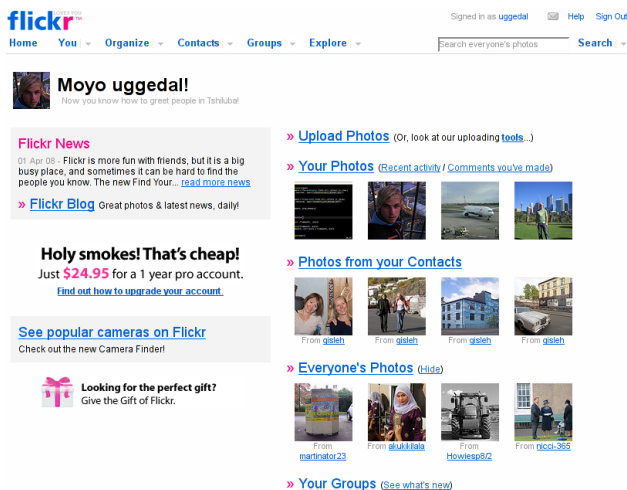 flickr
Signed in as uggedal Help Sign Out
Home You Organize Contacts Groups Explore Search everyone's photos Search
Moyo uggedal!
Now you know how to greet people in Tshiluba!
Flickr News
01 Apr 08 - Flickr is more fun with friends, but it is a big
busy place, and sometimes it can be hard to find the
people you know. The new Find Your... read more news
» Flickr Blog Great photos & latest news, daily!
Holy smokes! That's cheap!
Just $24.95 for a 1 year pro account.
Find out how to upgrade your account.
See popular cameras on Flickr
Check out the new Camera Finder!
Looking for the perfect gift?
Give the Gift of Flickr.
» Upload Photos (Or, look at our uploading tools...)
» Your Photos (Recent activity / Comments you've made)
» Photos from your Contacts
From gisleh From gisleh From gisleh From gisleh
» Everyone's Photos (Hide)
From martinator23
From akukikilala
From Howiesp8/2
From nicci-365
» Your Groups (See what's new)